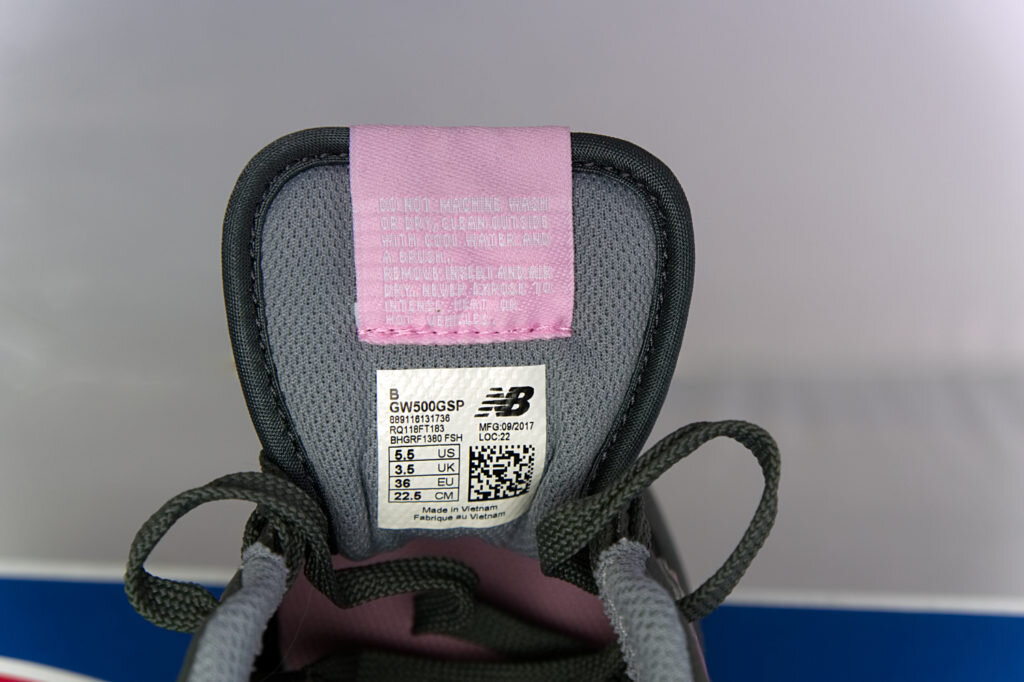 DO NOT MACHINE WASH
OR DRY, CLEAN OUTSIDE
WITH COOL WATER AND
A BRUSH.
REMOVE INSERT AND AIR
DRY. NEVER EXPOSE TO
INTENSE HEAT OR
HOT VEHICLES
B
GW500GSP
889116131736
RQ118FT183
BHGRF1380 FSH
NB
MFG:09/2017
LOC:22
5.5 US
3.5 UK
36 EU
22.5 CM
Made in Vietnam
Fabrique au Vietnam